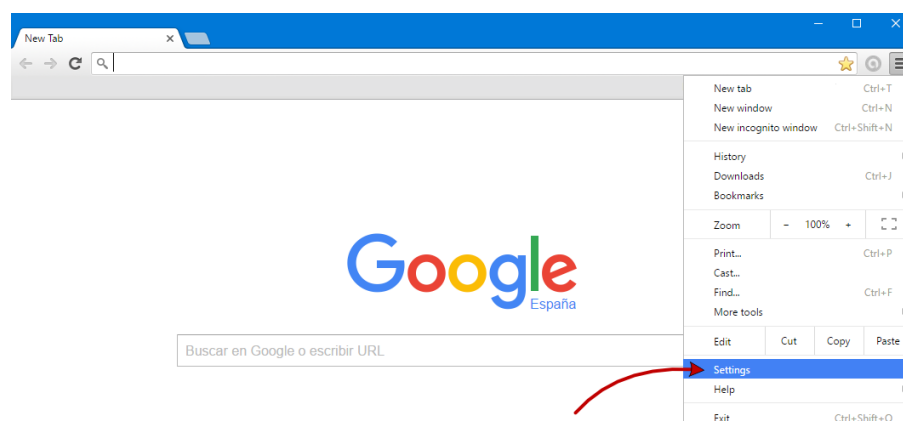 New Tab
New tab Ctrl+T
New window Ctrl+N
New incognito window Ctrl+Shift+N
History
Downloads Ctrl+J
Bookmarks
Zoom - 100% +
Print... Ctrl+P
Cast...
Find... Ctrl+F
More tools
Edit Cut Copy Paste
Settings
Help
Exit Ctrl+Shift+Q
Google
España
Buscar en Google o escribir URL